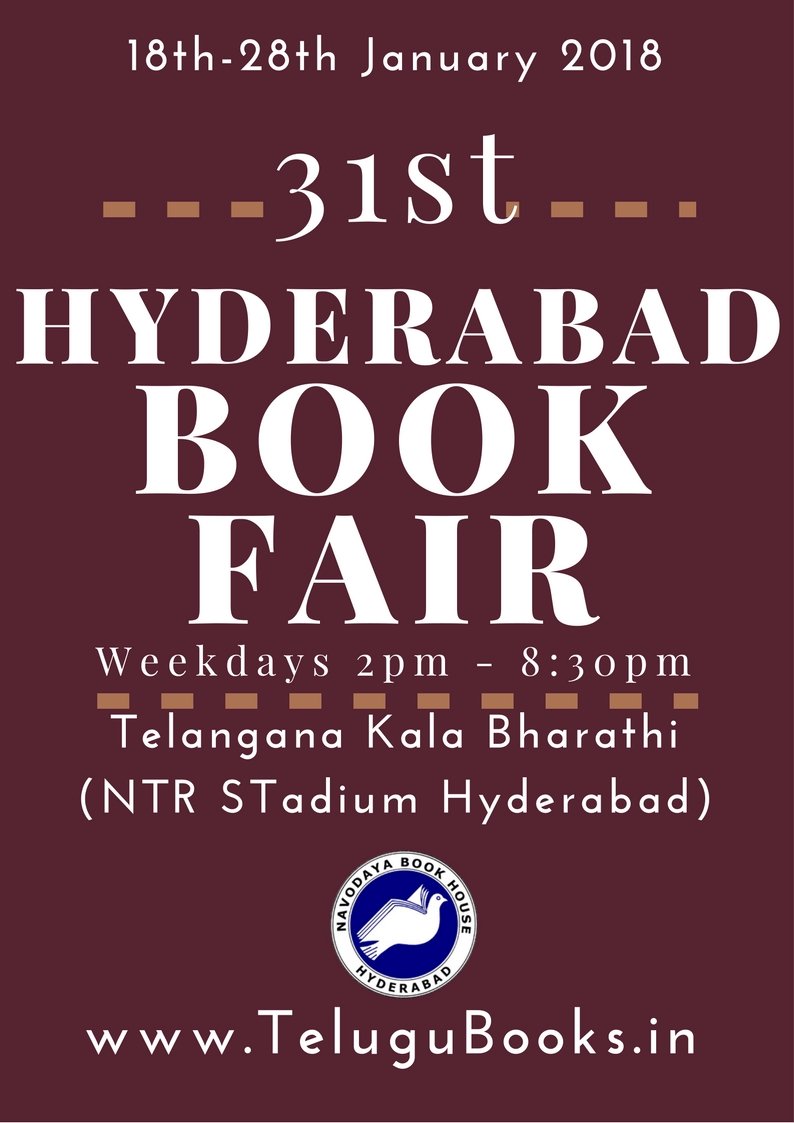 18th-28th January 2018
31st
HYDERABAD
BOOK
FAIR
Weekdays 2pm - 8:30pm
Telangana Kala Bharathi
(NTR STadium Hyderabad)
NAVODAYA BOOK HOUSE
HYDERABAD
www.TeluguBooks.in